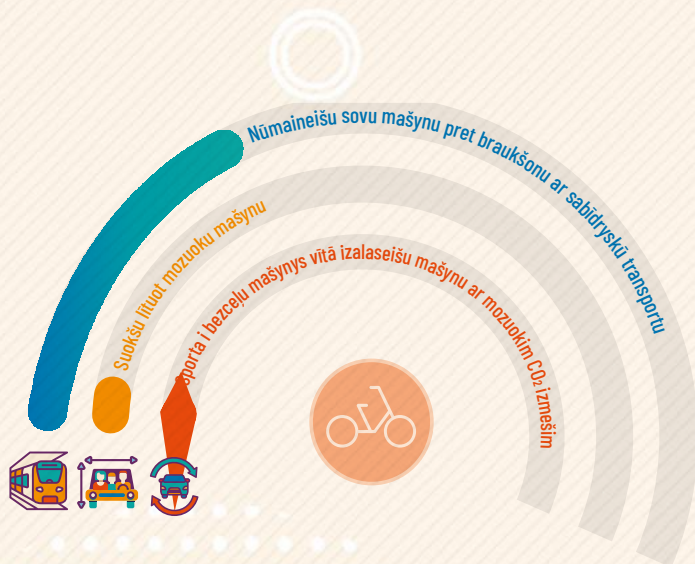 Nūmaineišu sovu mašynu pret braukšonu ar sabīdryskū transportu
Suokšu lītuot mozuoku mašynu
sporta i bezceļu mašynys vītā izalaseišu mašynu ar mozuokim CO₂ izmešim